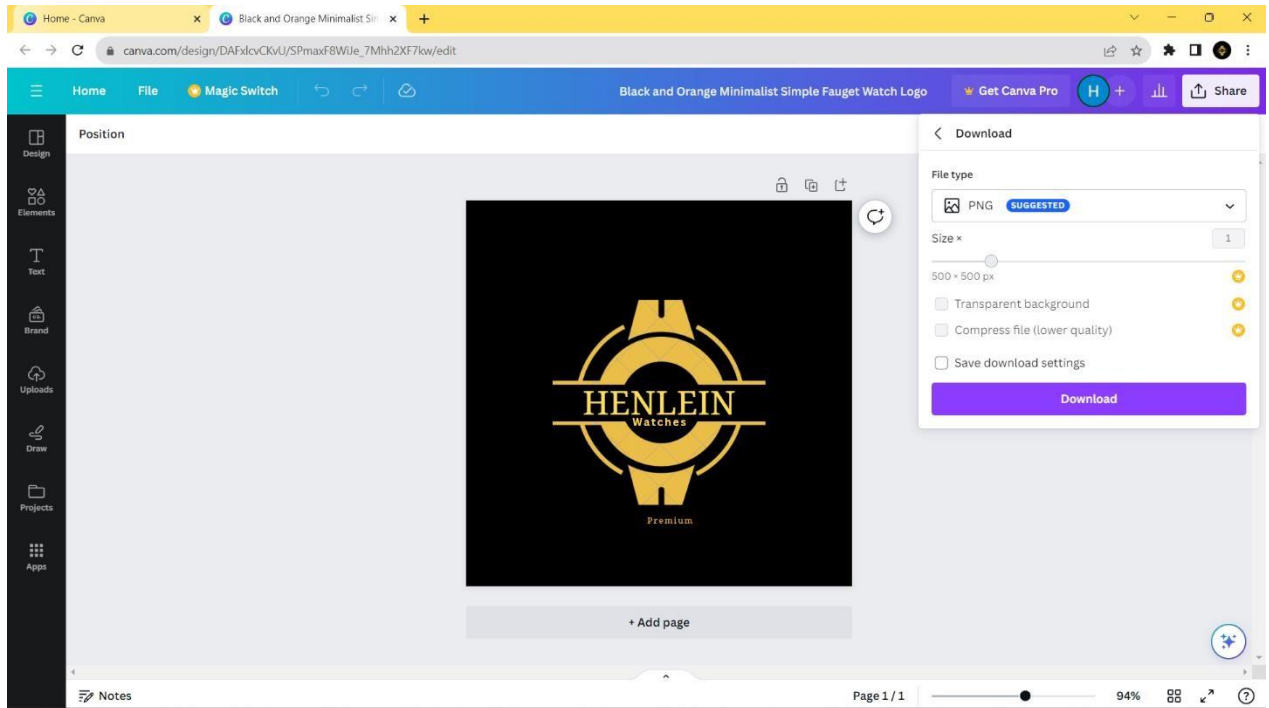 Home - Canva
Black and Orange Minimalist Sin
canva.com/design/DAFxlcvCKvU/SPmaxF8WiJe_7Mhh2XF7kw/edit
Home File Magic Switch Black and Orange Minimalist Simple Fauget Watch Logo Get Canva Pro H + Share
Position
Design
Elements
Text
Brand
Uploads
Draw
Projects
Apps
HENLEIN
Watches
Premium
+ Add page
Download
File type
PNG SUGGESTED
Size × 1
500 × 500 px
Transparent background
Compress file (lower quality)
Save download settings
Download
Notes Page 1 / 1 94%